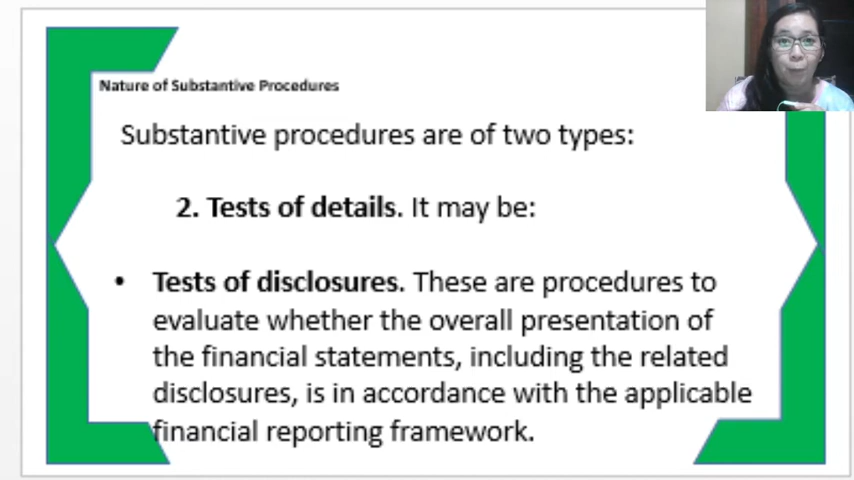 Nature of Substantive Procedures
Substantive procedures are of two types:
2. Tests of details. It may be:
• Tests of disclosures. These are procedures to
evaluate whether the overall presentation of
the financial statements, including the related
disclosures, is in accordance with the applicable
financial reporting framework.